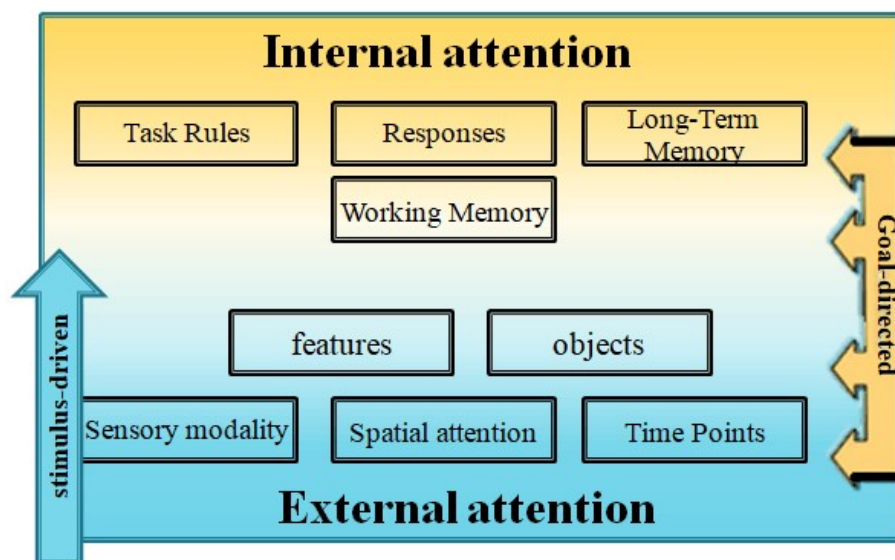 Internal attention
Task Rules
Responses
Long-Term
Memory
Working Memory
Goal-directed
stimulus-driven
features
objects
Sensory modality
Spatial attention
Time Points
External attention